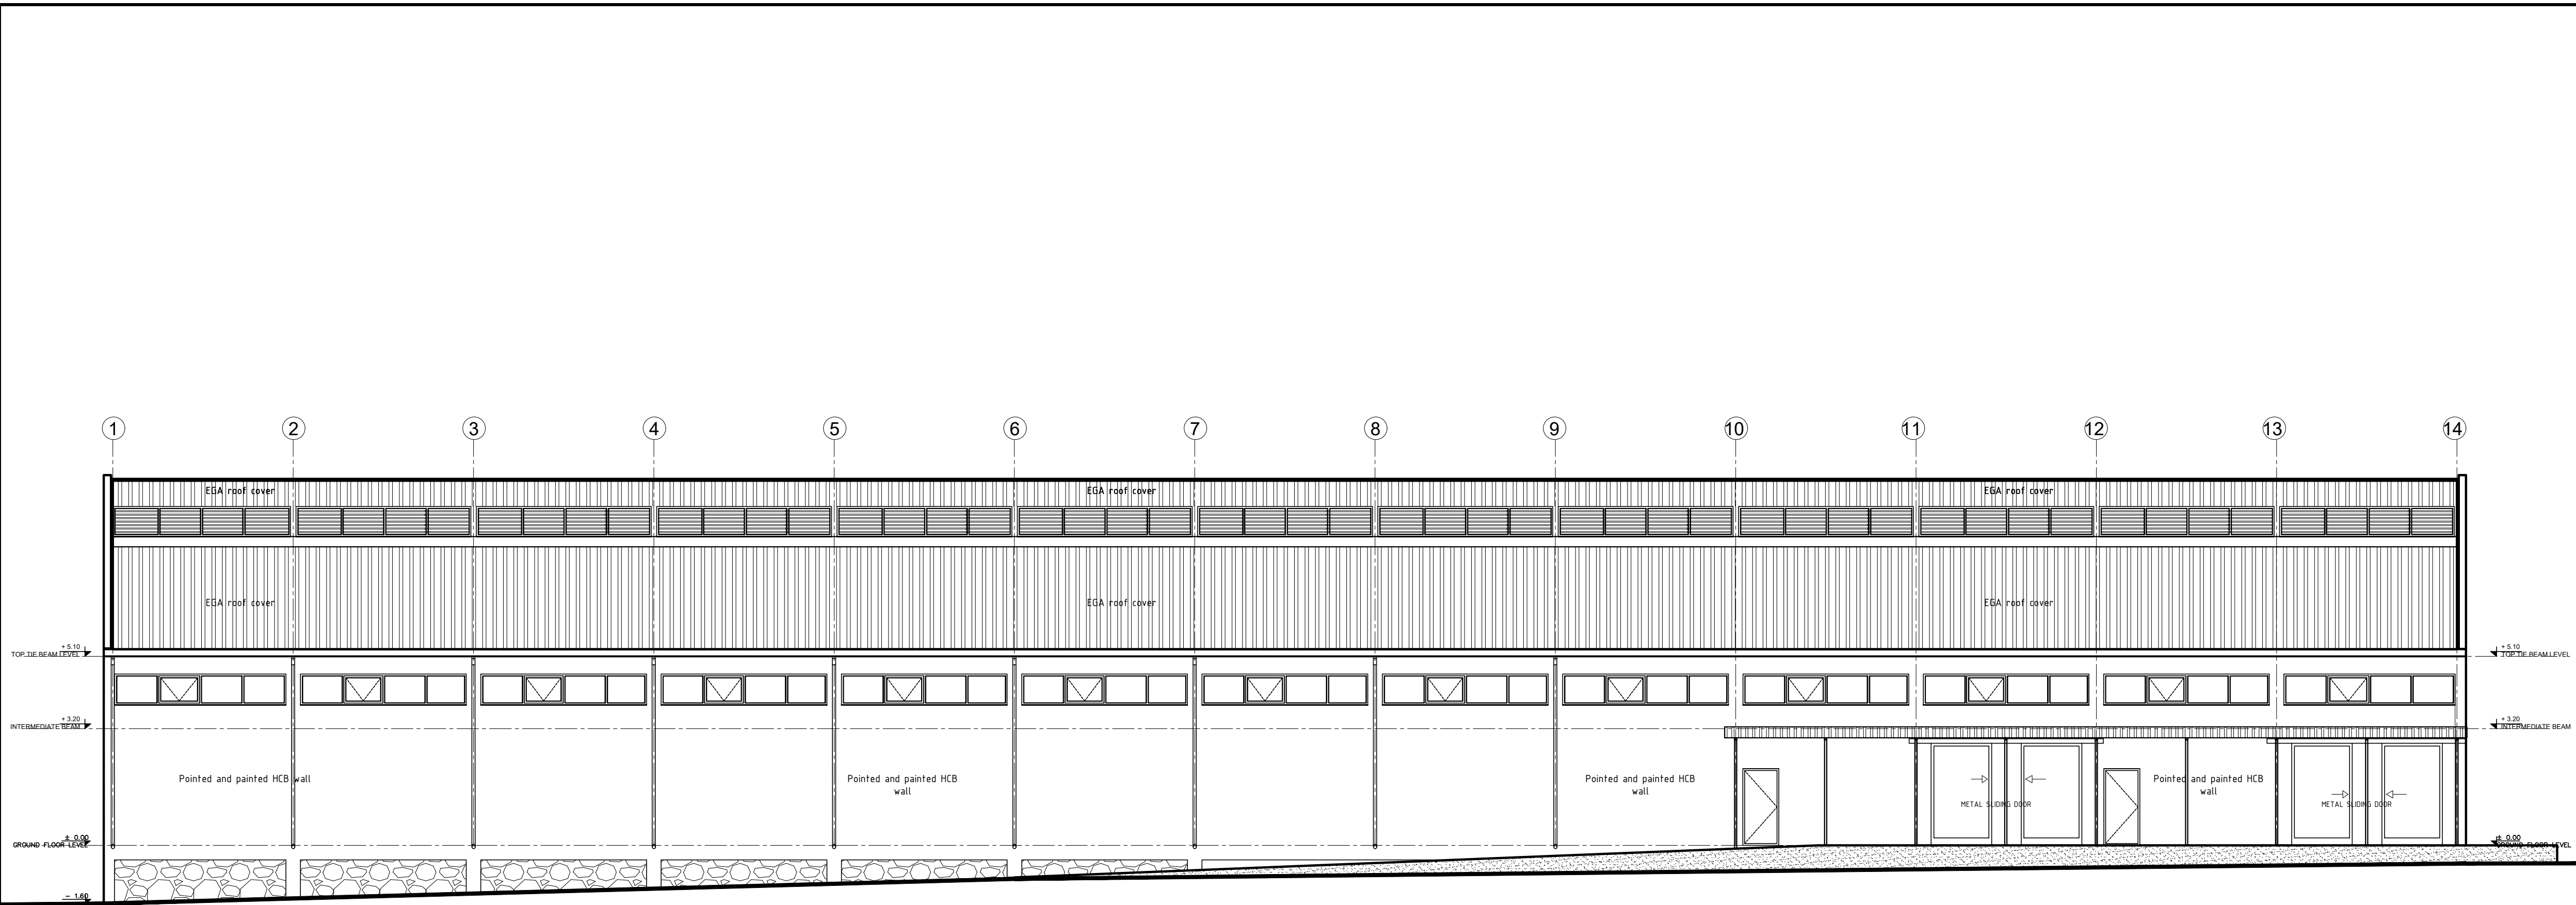 1 2 3 4 5 6 7 8 9 10 11 12 13 14
EGA roof cover EGA roof cover EGA roof cover
EGA roof cover EGA roof cover EGA roof cover
+ 5.10
TOP TIE BEAM LEVEL
+ 5.10
TOP TIE BEAM LEVEL
+ 3.20
INTERMEDIATE BEAM
+ 3.20
INTERMEDIATE BEAM
Pointed and painted HCB wall
Pointed and painted HCB
wall
Pointed and painted HCB
wall
Pointed and painted HCB
wall
METAL SLIDING DOOR
METAL SLIDING DOOR
± 0.00
GROUND FLOOR LEVEL
± 0.00
GROUND FLOOR LEVEL
- 1.60